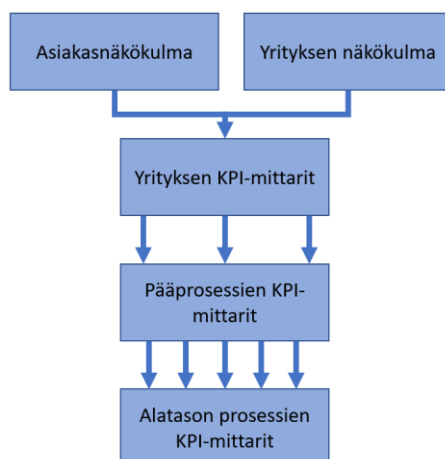 Asiakasnäkökulma
Yrityksen näkökulma
Yrityksen KPI-mittarit
Pääprosessien KPI-
mittarit
Alatason prosessien
KPI-mittarit